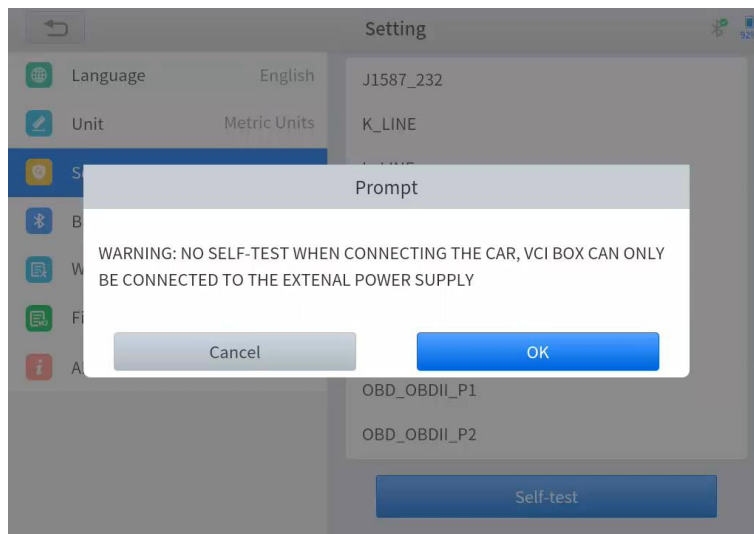 Setting
92%
Language English
Unit Metric Units
J1587_232
K_LINE
Prompt
WARNING: NO SELF-TEST WHEN CONNECTING THE CAR, VCI BOX CAN ONLY
BE CONNECTED TO THE EXTENAL POWER SUPPLY
Cancel
OK
OBD_OBDII_P1
OBD_OBDII_P2
Self-test